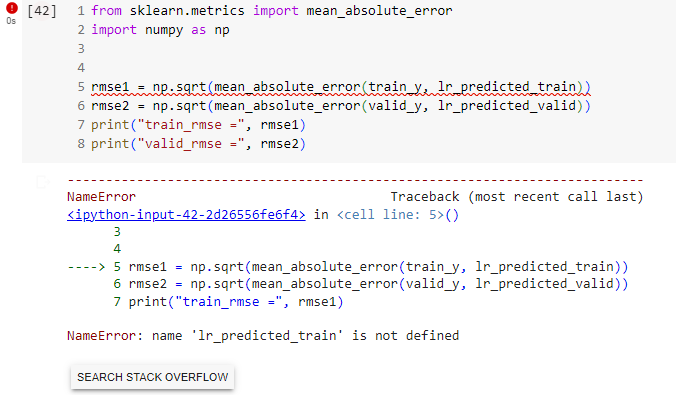 [42]
1 from sklearn.metrics import mean_absolute_error
2 import numpy as np
3
4
5 rmse1 = np.sqrt(mean_absolute_error(train_y, lr_predicted_train))
6 rmse2 = np.sqrt(mean_absolute_error(valid_y, lr_predicted_valid))
7 print("train_rmse =", rmse1)
8 print("valid_rmse =", rmse2)
0s
---------------------------------------------------------------------------
NameError                                 Traceback (most recent call last)
<ipython-input-42-2d26556fe6f4> in <cell line: 5>()
      3
      4
----> 5 rmse1 = np.sqrt(mean_absolute_error(train_y, lr_predicted_train))
      6 rmse2 = np.sqrt(mean_absolute_error(valid_y, lr_predicted_valid))
      7 print("train_rmse =", rmse1)
NameError: name 'lr_predicted_train' is not defined
SEARCH STACK OVERFLOW